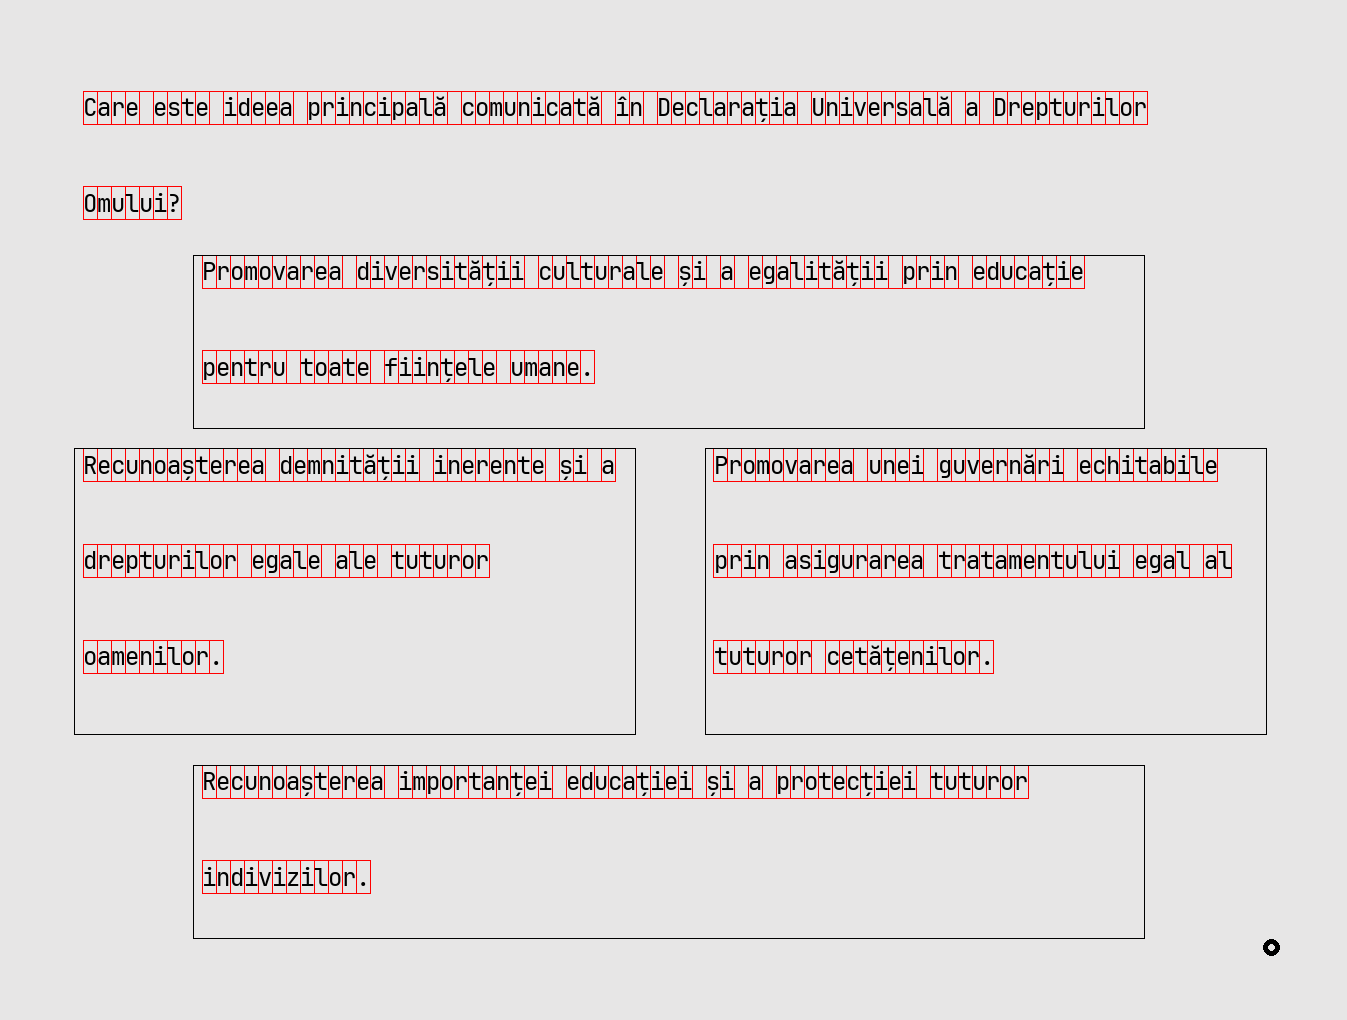 Care este ideea principală comunicată în Declarația Universală a Drepturilor
Omului?
Promovarea diversității culturale și a egalității prin educație
pentru toate ființele umane.
Recunoașterea demnității inerente și a
drepturilor egale ale tuturor
oamenilor.
Promovarea unei guvernări echitabile
prin asigurarea tratamentului egal al
tuturor cetățenilor.
Recunoașterea importanței educației și a protecției tuturor
indivizilor.